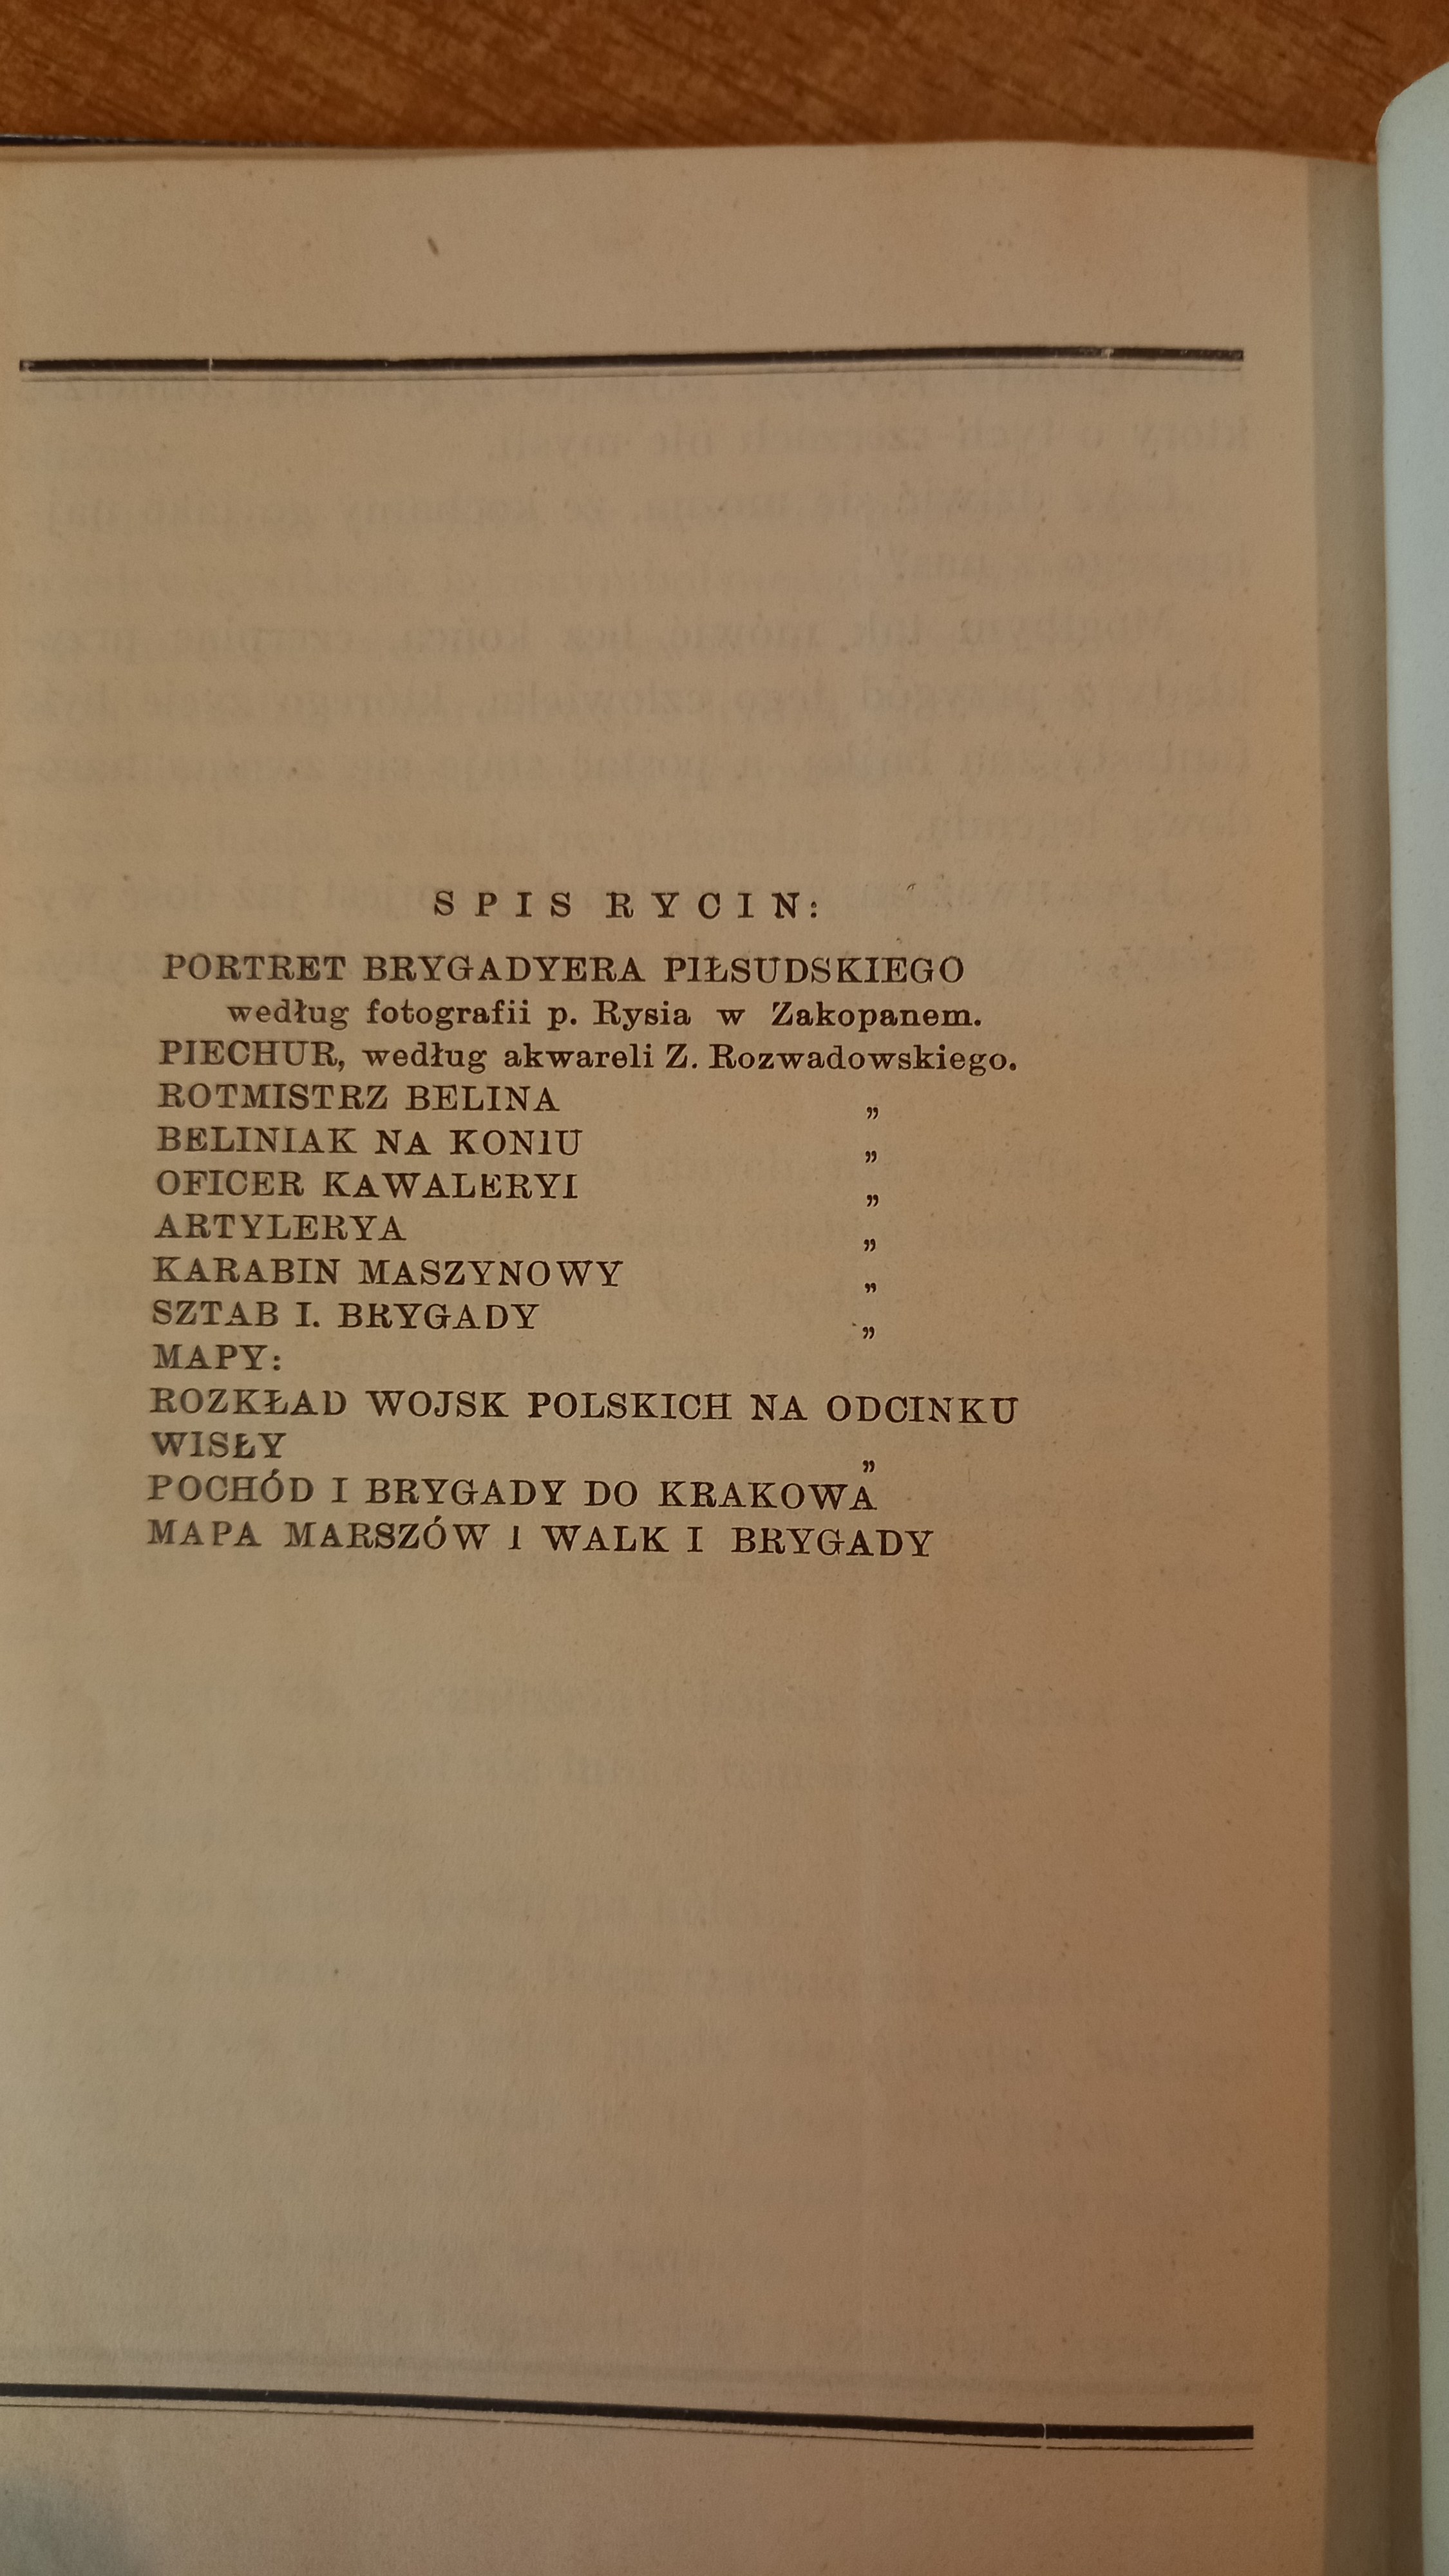 SPIS RYCIN:
PORTRET BRYGADYERA PIŁSUDSKIEGO
według fotografii p. Rysia w Zakopanem.
PIECHUR, według akwareli Z. Rozwadowskiego.
ROTMISTRZ BELINA „
BELINIAK NA KONIU „
OFICER KAWALERYI „
ARTYLERYA „
KARABIN MASZYNOWY „
SZTAB I. BRYGADY „
MAPY:
ROZKŁAD WOJSK POLSKICH NA ODCINKU
WISŁY „
POCHÓD I BRYGADY DO KRAKOWA
MAPA MARSZÓW I WALK I BRYGADY